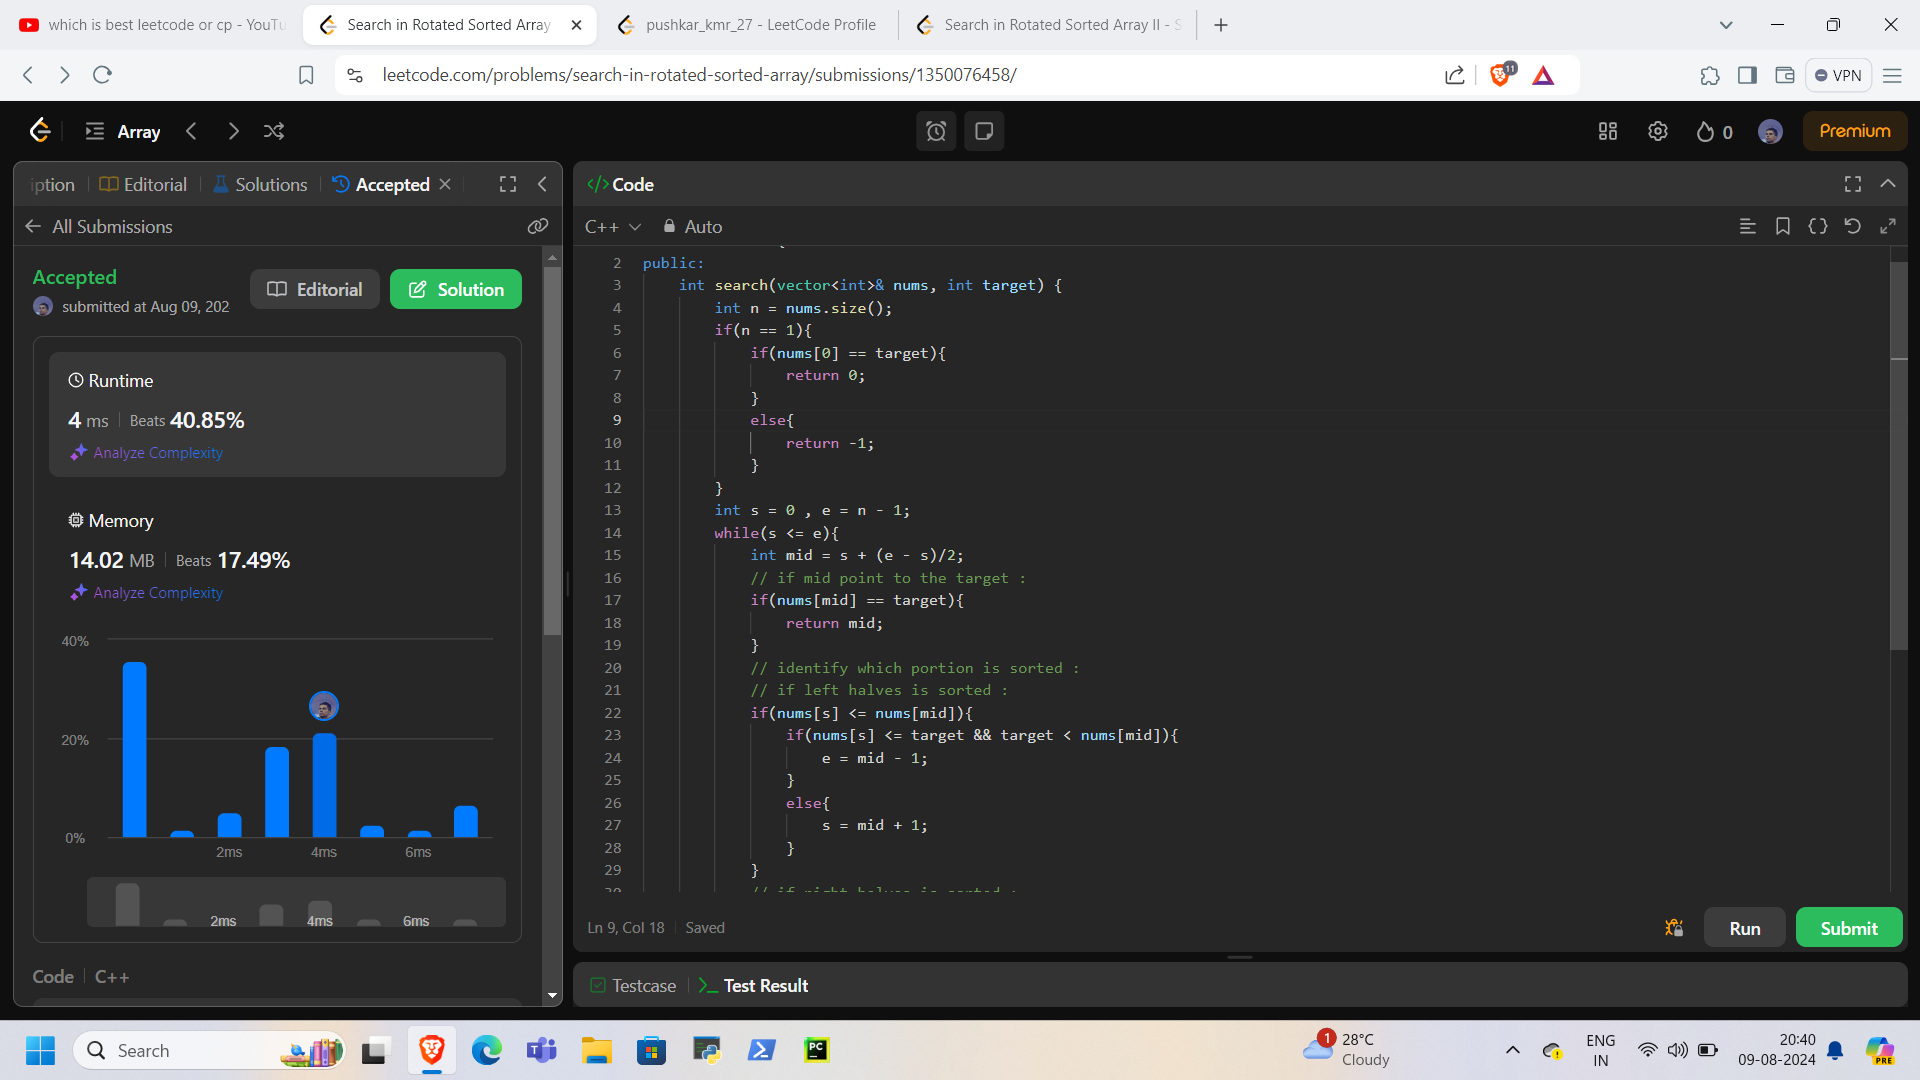 which is best leetcode or cp - YouTu
Search in Rotated Sorted Array
pushkar_kmr_27 - LeetCode Profile
Search in Rotated Sorted Array II - S
leetcode.com/problems/search-in-rotated-sorted-array/submissions/1350076458/
11
VPN
Array
0
Premium
iption
Editorial
Solutions
Accepted
All Submissions
Accepted
submitted at Aug 09, 202
Editorial
Solution
Runtime
4 ms
Beats 40.85%
Analyze Complexity
Memory
14.02 MB
Beats 17.49%
Analyze Complexity
40%
20%
0%
2ms
4ms
6ms
2ms
4ms
6ms
Code
C++
</> Code
C++
Auto
2 public:
3 int search(vector<int>& nums, int target) {
4 int n = nums.size();
5 if(n == 1){
6 if(nums[0] == target){
7 return 0;
8 }
9 else{
10 return -1;
11 }
12 }
13 int s = 0 , e = n - 1;
14 while(s <= e){
15 int mid = s + (e - s)/2;
16 // if mid point to the target :
17 if(nums[mid] == target){
18 return mid;
19 }
20 // identify which portion is sorted :
21 // if left halves is sorted :
22 if(nums[s] <= nums[mid]){
23 if(nums[s] <= target && target < nums[mid]){
24 e = mid - 1;
25 }
26 else{
27 s = mid + 1;
28 }
29 }
30 // if right halves is sorted :
Ln 9, Col 18
Saved
Run
Submit
Testcase
Test Result
Search
PC
1
28°C
Cloudy
ENG
IN
20:40
09-08-2024
PRE